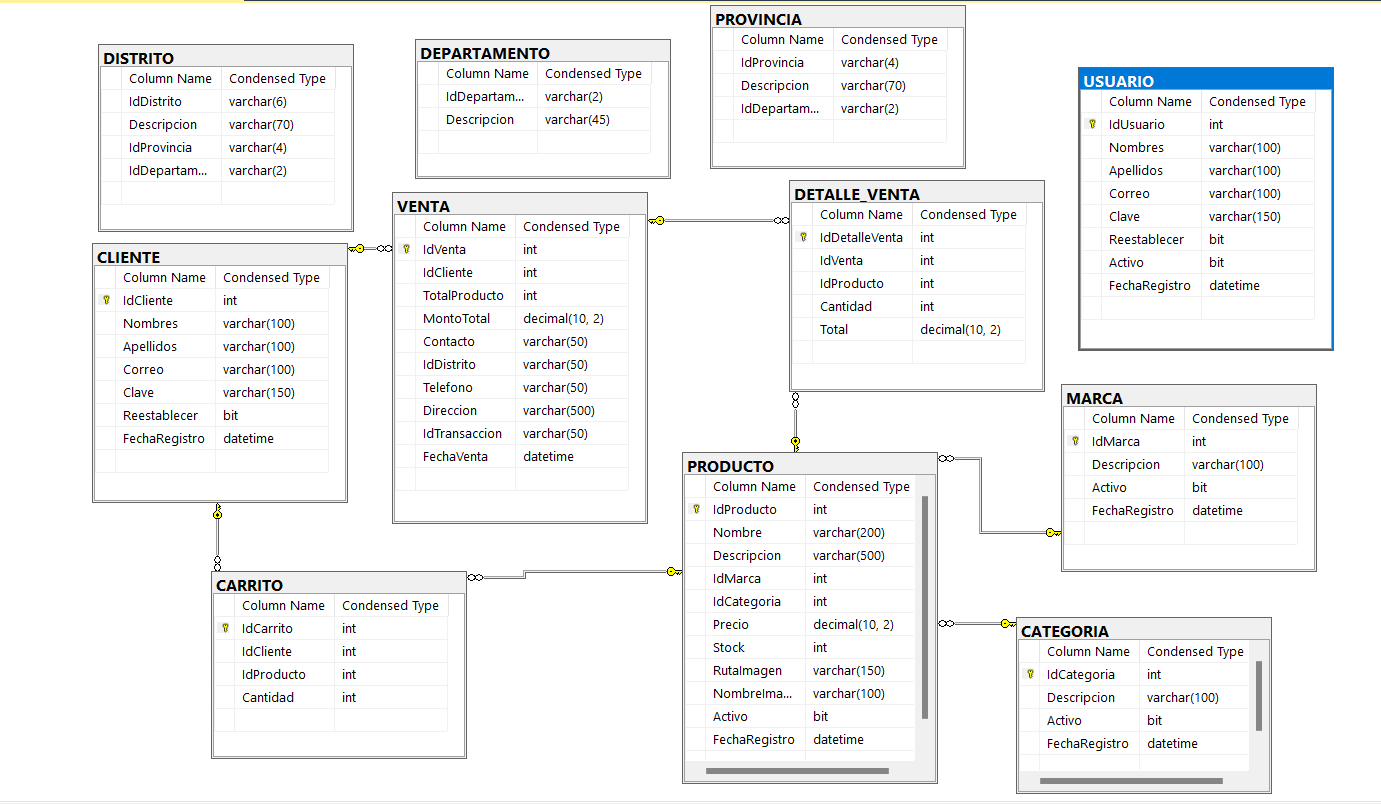 DISTRITO
Column Name Condensed Type
IdDistrito varchar(6)
Descripcion varchar(70)
IdProvincia varchar(4)
IdDepartam... varchar(2)
DEPARTAMENTO
Column Name Condensed Type
IdDepartam... varchar(2)
Descripcion varchar(45)
PROVINCIA
Column Name Condensed Type
IdProvincia varchar(4)
Descripcion varchar(70)
IdDepartam... varchar(2)
USUARIO
Column Name Condensed Type
IdUsuario int
Nombres varchar(100)
Apellidos varchar(100)
Correo varchar(100)
Clave varchar(150)
Reestablecer bit
Activo bit
FechaRegistro datetime
CLIENTE
Column Name Condensed Type
IdCliente int
Nombres varchar(100)
Apellidos varchar(100)
Correo varchar(100)
Clave varchar(150)
Reestablecer bit
FechaRegistro datetime
VENTA
Column Name Condensed Type
IdVenta int
IdCliente int
TotalProducto int
MontoTotal decimal(10, 2)
Contacto varchar(50)
IdDistrito varchar(50)
Telefono varchar(50)
Direccion varchar(500)
IdTransaccion varchar(50)
FechaVenta datetime
DETALLE_VENTA
Column Name Condensed Type
IdDetalleVenta int
IdVenta int
IdProducto int
Cantidad int
Total decimal(10, 2)
MARCA
Column Name Condensed Type
IdMarca int
Descripcion varchar(100)
Activo bit
FechaRegistro datetime
CARRITO
Column Name Condensed Type
IdCarrito int
IdCliente int
IdProducto int
Cantidad int
PRODUCTO
Column Name Condensed Type
IdProducto int
Nombre varchar(200)
Descripcion varchar(500)
IdMarca int
IdCategoria int
Precio decimal(10, 2)
Stock int
RutaImagen varchar(150)
NombreIma... varchar(100)
Activo bit
FechaRegistro datetime
CATEGORIA
Column Name Condensed Type
IdCategoria int
Descripcion varchar(100)
Activo bit
FechaRegistro datetime